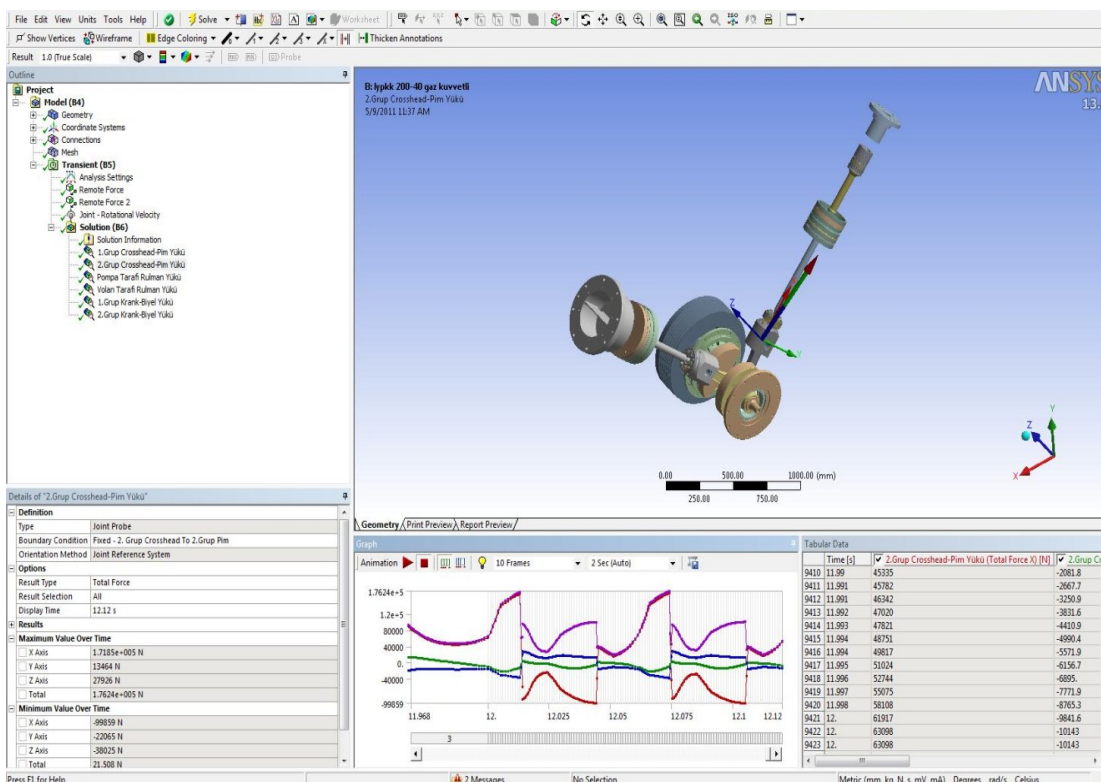 File Edit View Units Tools Help Solve Worksheet
Show Vertices Wireframe Edge Coloring Thicken Annotations
Result 1.0 (True Scale) Probe
Outline
Project
Model (B4)
Geometry
Coordinate Systems
Connections
Mesh
Transient (B5)
Analysis Settings
Remote Force
Remote Force 2
Joint - Rotational Velocity
Solution (B6)
Solution Information
1.Grup Crosshead-Pim Yükü
2.Grup Crosshead-Pim Yükü
Pompa Tarafi Rulman Yükü
Volan Tarafi Rulman Yükü
1.Grup Krank-Biyel Yükü
2.Grup Krank-Biyel Yükü
B: lypkk 200-40 gaz kuvvetli
2.Grup Crosshead-Pim Yükü
5/9/2011 11:37 AM
ANSYS
13.
Z
Y
Y
Z
X
0.00 500.00 1000.00 (mm)
250.00 750.00
Geometry Print Preview Report Preview
Details of "2.Grup Crosshead-Pim Yükü"
Definition
Type Joint Probe
Boundary Condition Fixed - 2. Grup Crosshead To 2.Grup Pim
Orientation Method Joint Reference System
Options
Result Type Total Force
Result Selection All
Display Time 12.12 s
Results
Maximum Value Over Time
X Axis 1.7185e+005 N
Y Axis 13464 N
Z Axis 27926 N
Total 1.7624e+005 N
Minimum Value Over Time
X Axis -99859 N
Y Axis -22065 N
Z Axis -38025 N
Total 21.508 N
Graph
Animation 10 Frames 2 Sec (Auto)
1.7624e+5
1.2e+5
80000
40000
0.
-40000
-99859
11.968 12. 12.025 12.05 12.075 12.1 12.12
3
Tabular Data
Time [s] 2.Grup Crosshead-Pim Yükü (Total Force X) [N] 2.Grup Cr
9410 11.99 45335 -2081.8
9411 11.991 45782 -2667.7
9412 11.991 46342 -3250.9
9413 11.992 47020 -3831.6
9414 11.993 47821 -4410.9
9415 11.994 48751 -4990.4
9416 11.994 49817 -5571.9
9417 11.995 51024 -6156.7
9418 11.996 52744 -6895.
9419 11.997 55075 -7771.9
9420 11.998 58108 -8765.3
9421 12. 61917 -9841.6
9422 12. 63098 -10143
9423 12. 63098 -10143
Press F1 for Help 2 Messages No Selection Metric (mm, kg, N, s, mV, mA) Degrees rad/s Celsius